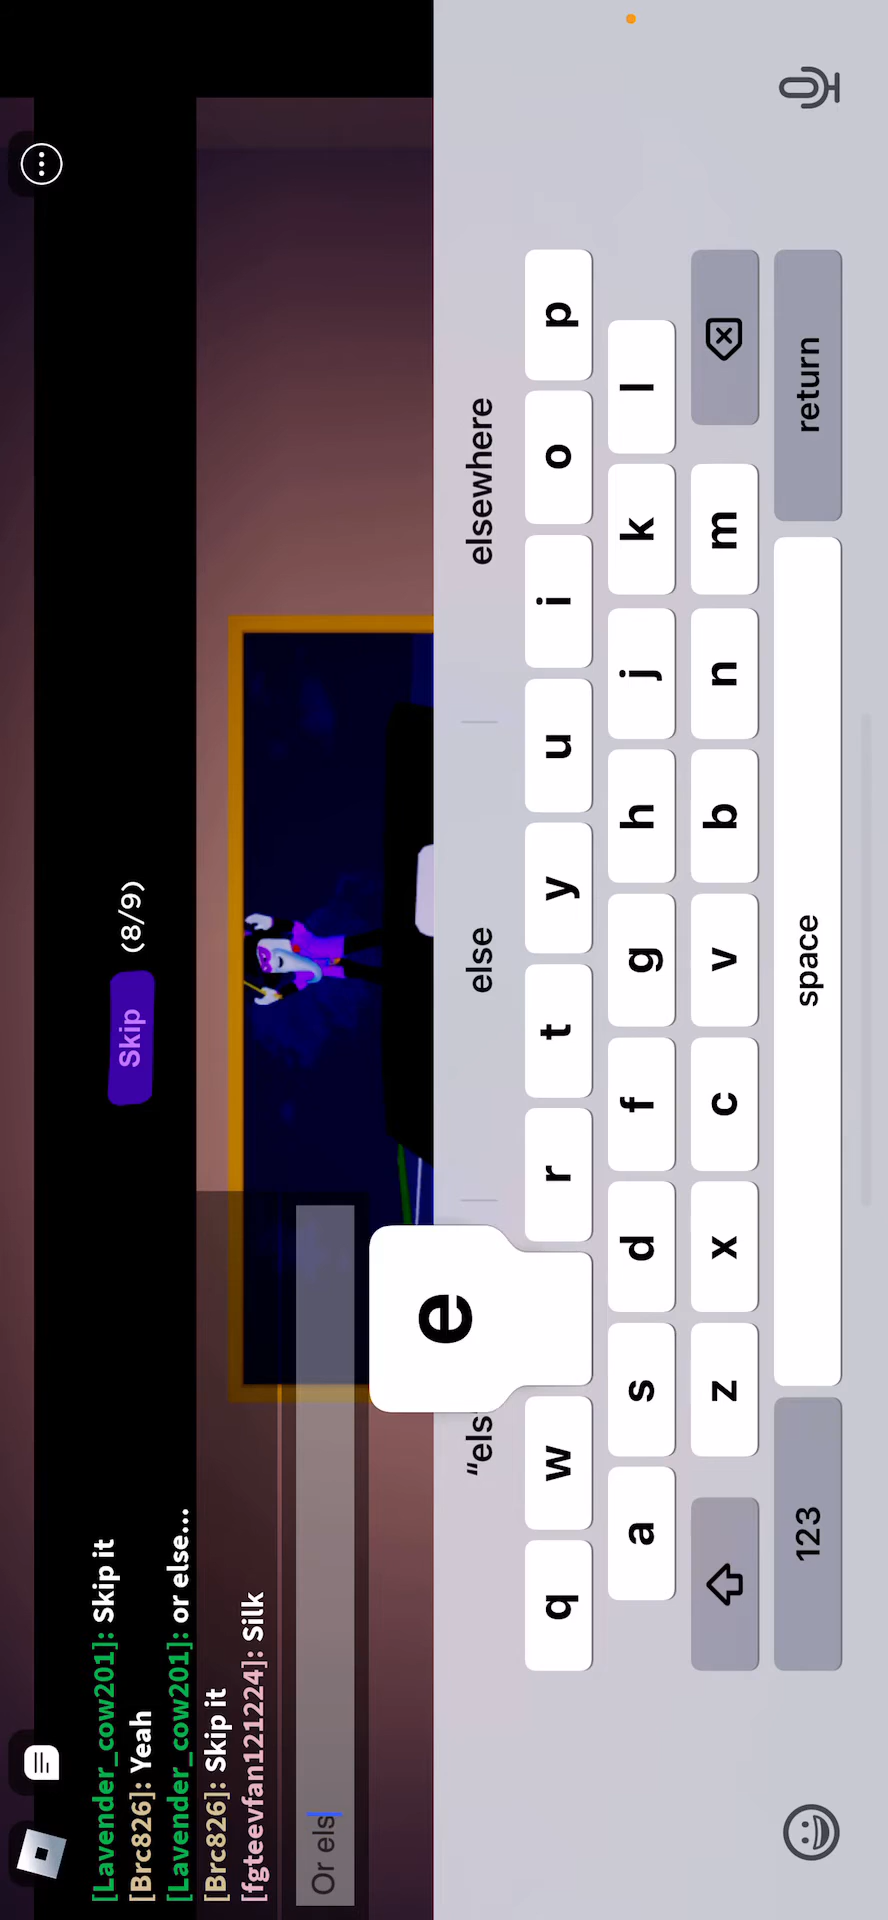 Skip (8/9)
[Lavender_cow201]: Skip it
[Brc826]: Yeah
[Lavender_cow201]: or else...
[Brc826]: Skip it
[fgteevfan121224]: Silk
Or els
"els else elsewhere
q w e r t y u i o p
a s d f g h j k l
z x c v b n m
123 space return